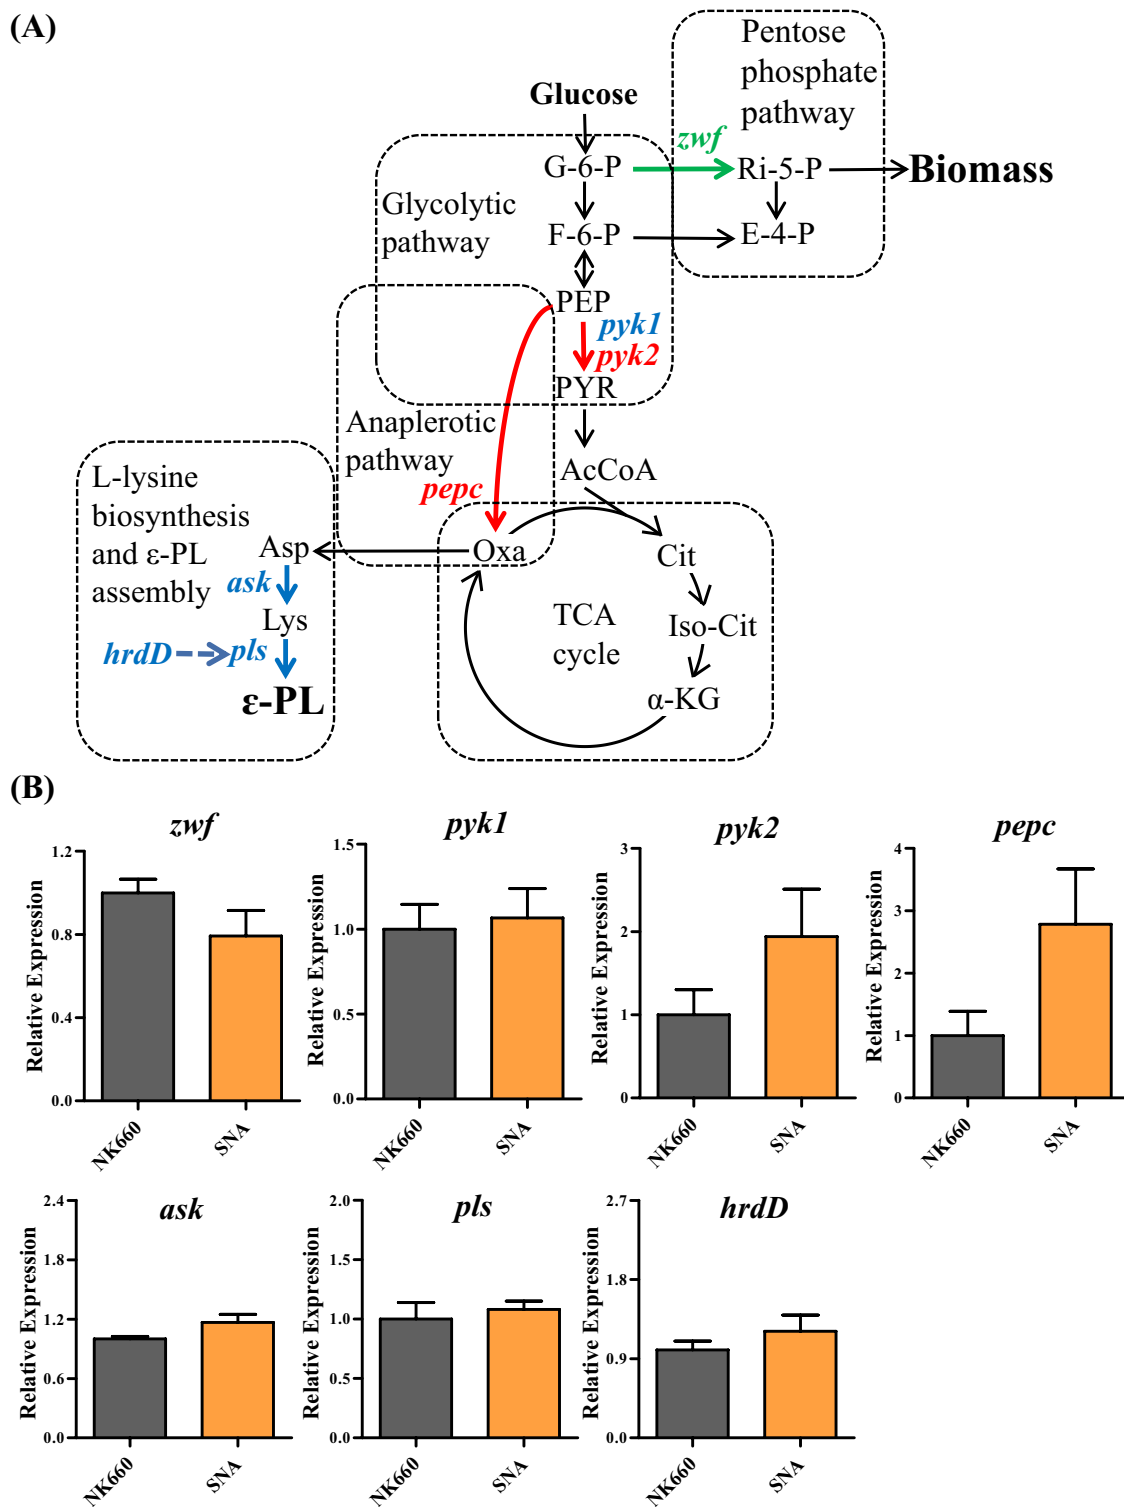 (A)
Pentose
phosphate
pathway
Glucose
zwf
G-6-P
Ri-5-P
Biomass
Glycolytic
pathway
F-6-P
E-4-P
PEP
pyk1
pyk2
PYR
Anaplerotic
pathway
AcCoA
pepc
L-lysine
biosynthesis
and ε-PL
assembly
Asp
Oxa
Cit
ask
Lys
TCA
cycle
Iso-Cit
hrdD
pls
α-KG
ε-PL
(B)
zwf
Relative Expression
1.2
0.8
0.4
0.0
NK660
SNA
pyk1
Relative Expression
1.5
1.0
0.5
0.0
NK660
SNA
pyk2
Relative Expression
3
2
1
0
NK660
SNA
pepc
Relative Expression
4
3
2
1
0
NK660
SNA
ask
Relative Expression
2.4
1.8
1.2
0.6
0.0
NK660
SNA
pls
Relative Expression
2.0
1.5
1.0
0.5
0.0
NK660
SNA
hrdD
Relative Expression
2.7
1.8
0.9
0.0
NK660
SNA